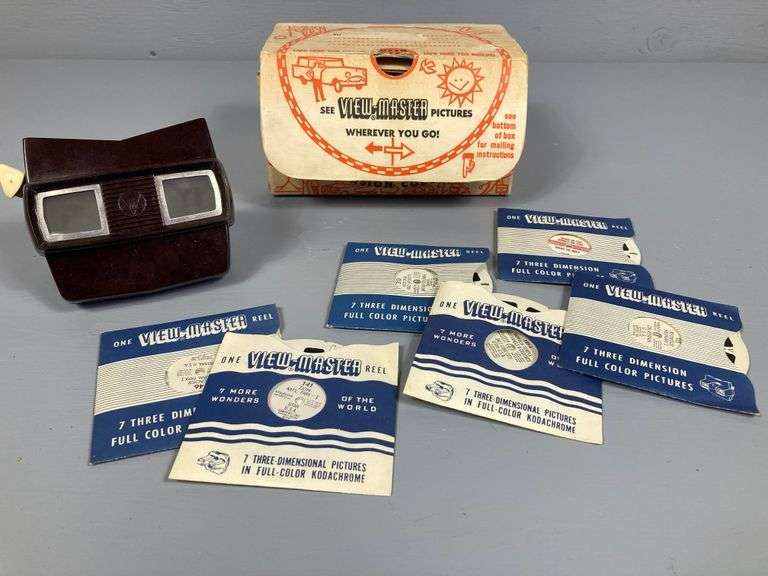 SEE VIEW-MASTER PICTURES
WHEREVER YOU GO!
see
bottom
of box
for mailing
instructions
ONE VIEW-MASTER REEL
7 THREE DIMENSION
FULL COLOR PICTURES
ONE VIEW-MASTER REEL
7 THREE DIMENSION
FULL COLOR PICTU
ONE VIEW-MASTER REEL
7 MORE
WONDERS
7 THREE-DIMENSIONAL PICTURES
IN FULL-COLOR KODACHROME
ONE VIEW-MASTER REEL
7 THREE DIMENSION
FULL COLOR PICTURES
ONE VIEW-MASTER REEL
7 THREE DIMEN
FULL COLOR
ONE VIEW-MASTER REEL
7 MORE
WONDERS
OF THE
WORLD
341
7 THREE-DIMENSIONAL PICTURES
IN FULL-COLOR KODACHROME